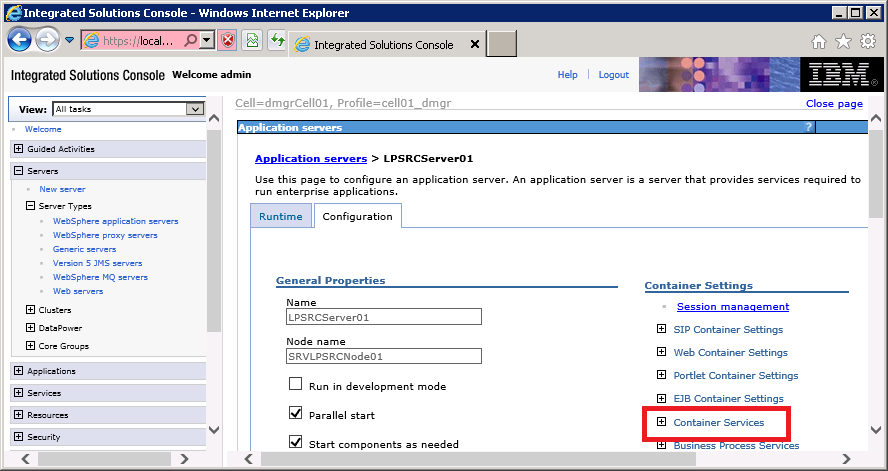 Integrated Solutions Console - Windows Internet Explorer
https://local...
Integrated Solutions Console
Integrated Solutions Console Welcome admin
Help | Logout
IBM
View: All tasks
Welcome
Guided Activities
Servers
New server
Server Types
WebSphere application servers
WebSphere proxy servers
Generic servers
Version 5 JMS servers
WebSphere MQ servers
Web servers
Clusters
DataPower
Core Groups
Applications
Services
Resources
Security
Cell=dmgrCell01, Profile=cell01_dmgr
Close page
Application servers
?
Application servers > LPSRCServer01
Use this page to configure an application server. An application server is a server that provides services required to
run enterprise applications.
Runtime
Configuration
General Properties
Name
LPSRCServer01
Node name
SRVLPSRCNode01
Run in development mode
Parallel start
Start components as needed
Container Settings
Session management
SIP Container Settings
Web Container Settings
Portlet Container Settings
EJB Container Settings
Container Services
Business Process Services